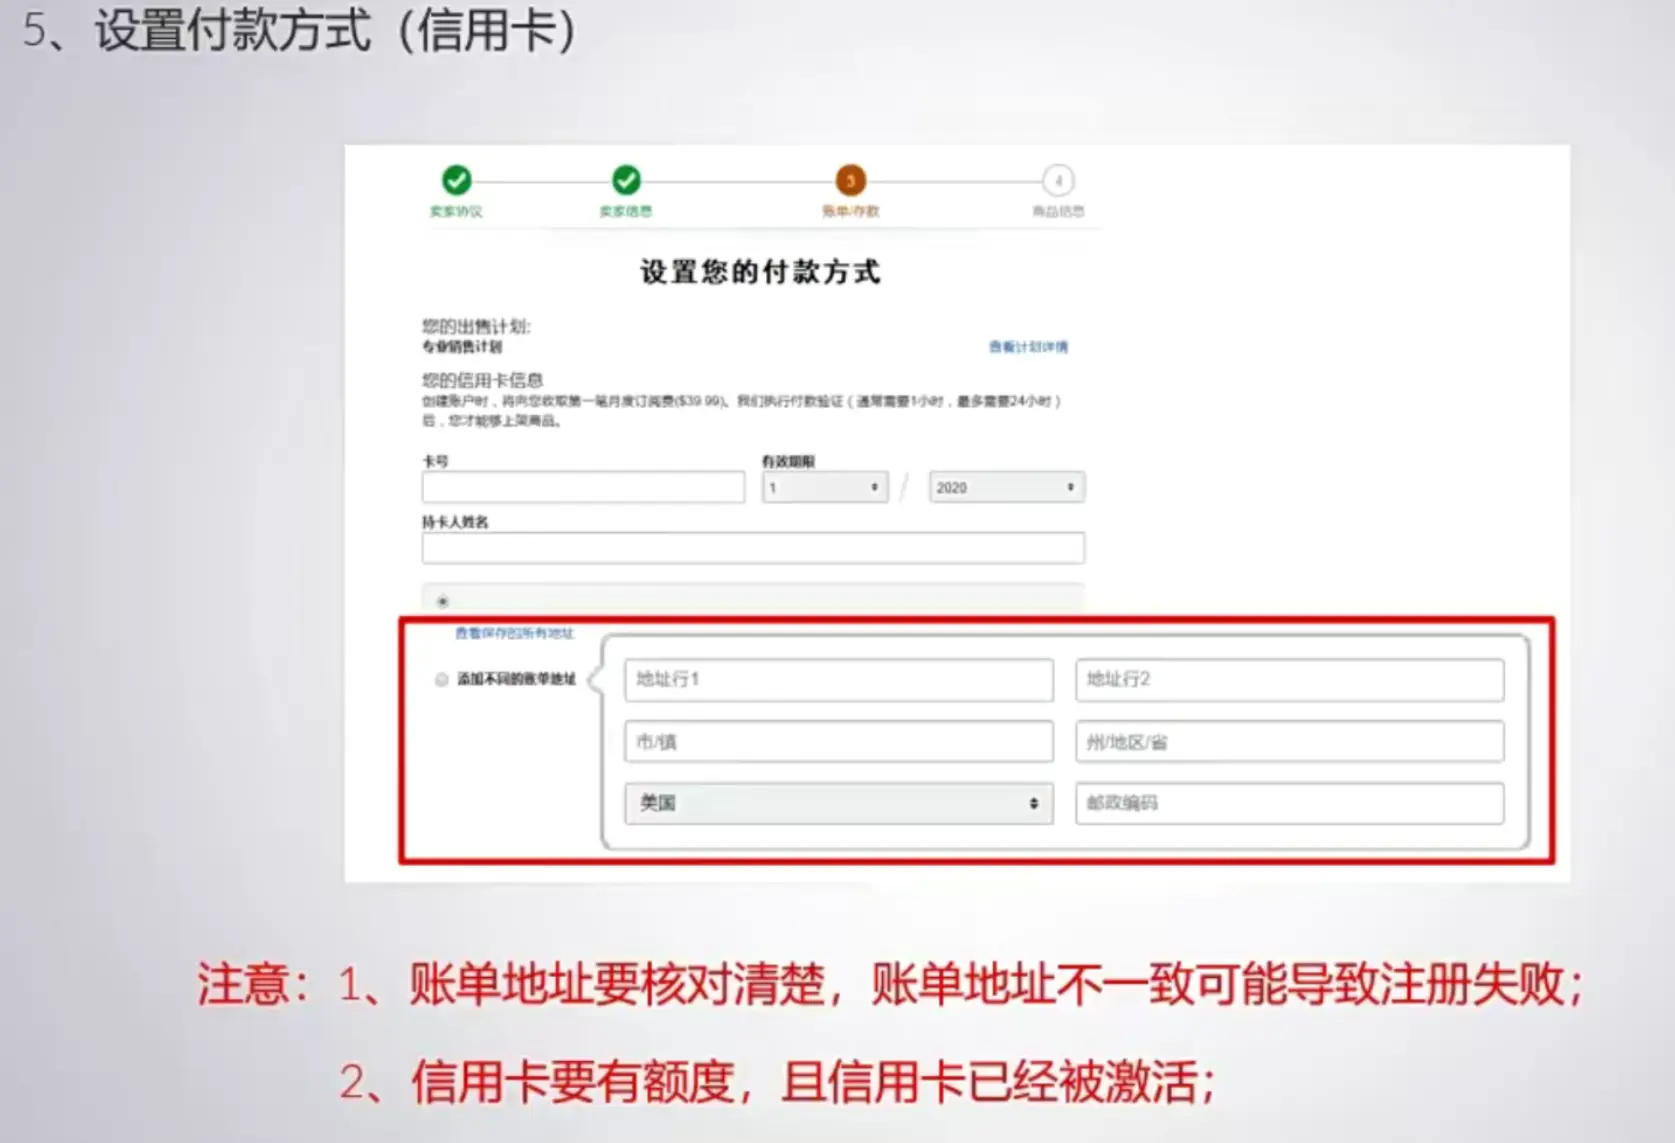 5、设置付款方式（信用卡）
3 4
卖家协议 卖家信息 账单/存款 商品信息
设置您的付款方式
您的出售计划:
专业销售计划 查看计划详情
您的信用卡信息
创建账户时，将向您收取第一笔月度订阅费($39.99)。我们执行付款验证（通常需要1小时，最多需要24小时）
后，您才能够上架商品。
卡号 有效期限
1 / 2020
持卡人姓名
查看保存的所有地址
添加不同的账单地址 地址行1 地址行2
市/镇 州/地区/省
美国 邮政编码
注意：1、账单地址要核对清楚，账单地址不一致可能导致注册失败；
2、信用卡要有额度，且信用卡已经被激活；